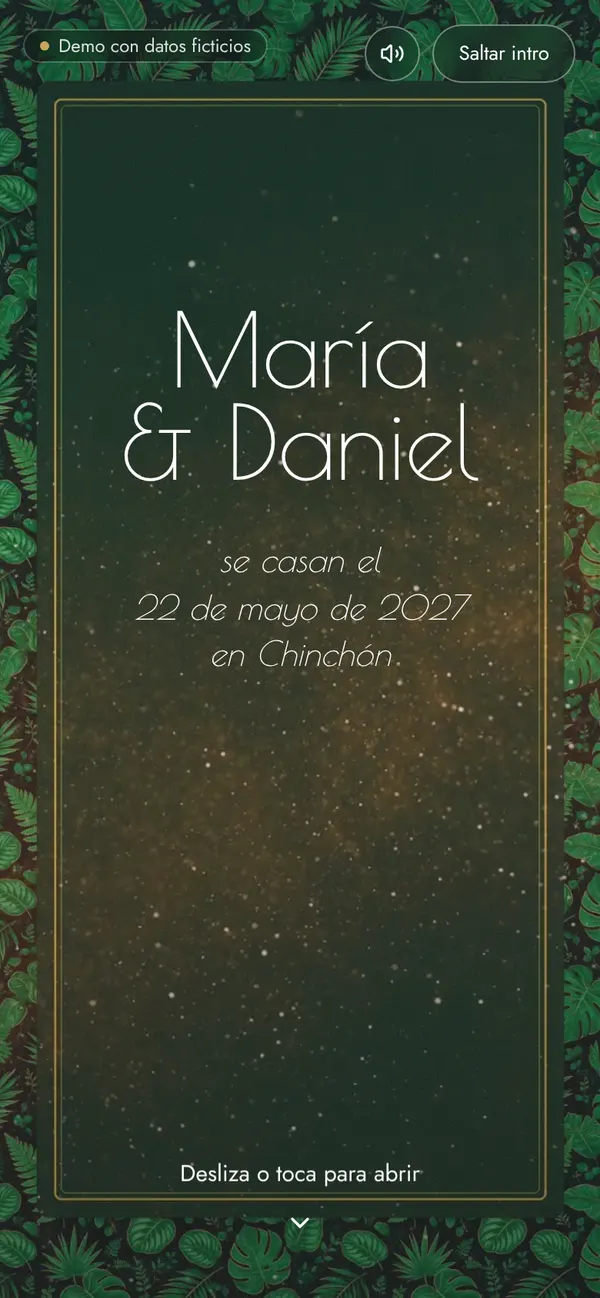 Demo con datos ficticios
Saltar intro
María
& Daniel
se casan el
22 de mayo de 2027
en Chinchón
Desliza o toca para abrir